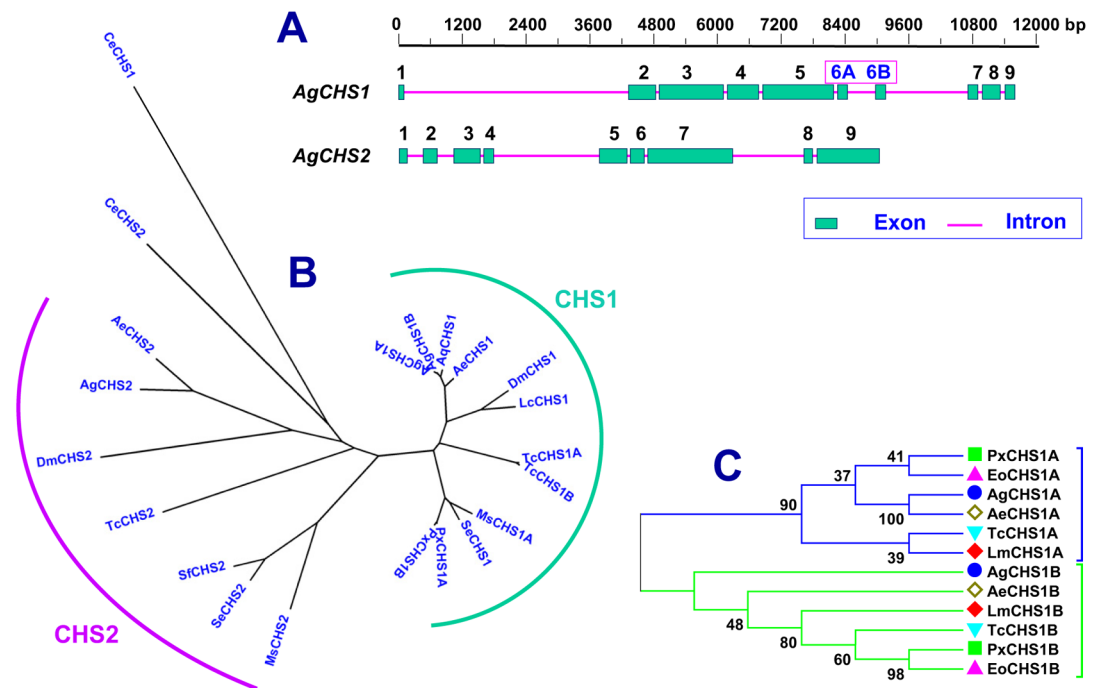 A
0 1200 2400 3600 4800 6000 7200 8400 9600 10800 12000 bp
1 2 3 4 5 6A 6B 7 8 9
AgCHS1
1 2 3 4 5 6 7 8 9
AgCHS2
Exon Intron
B
CeCHS1
CeCHS2
AeCHS2
AgCHS2
DmCHS2
TcCHS2
SfCHS2
SeCHS2
MsCHS2
CHS2
CHS1
AgCHS1A
AgCHS1B
AqCHS1
AeCHS1
DmCHS1
LcCHS1
TcCHS1A
TcCHS1B
MsCHS1A
SeCHS1
PxCHS1A
PxCHS1B
C
41 PxCHS1A
37 EoCHS1A
90 AgCHS1A
100 AeCHS1A
TcCHS1A
39 LmCHS1A
AgCHS1B
AeCHS1B
48 LmCHS1B
80 TcCHS1B
60 PxCHS1B
98 EoCHS1B